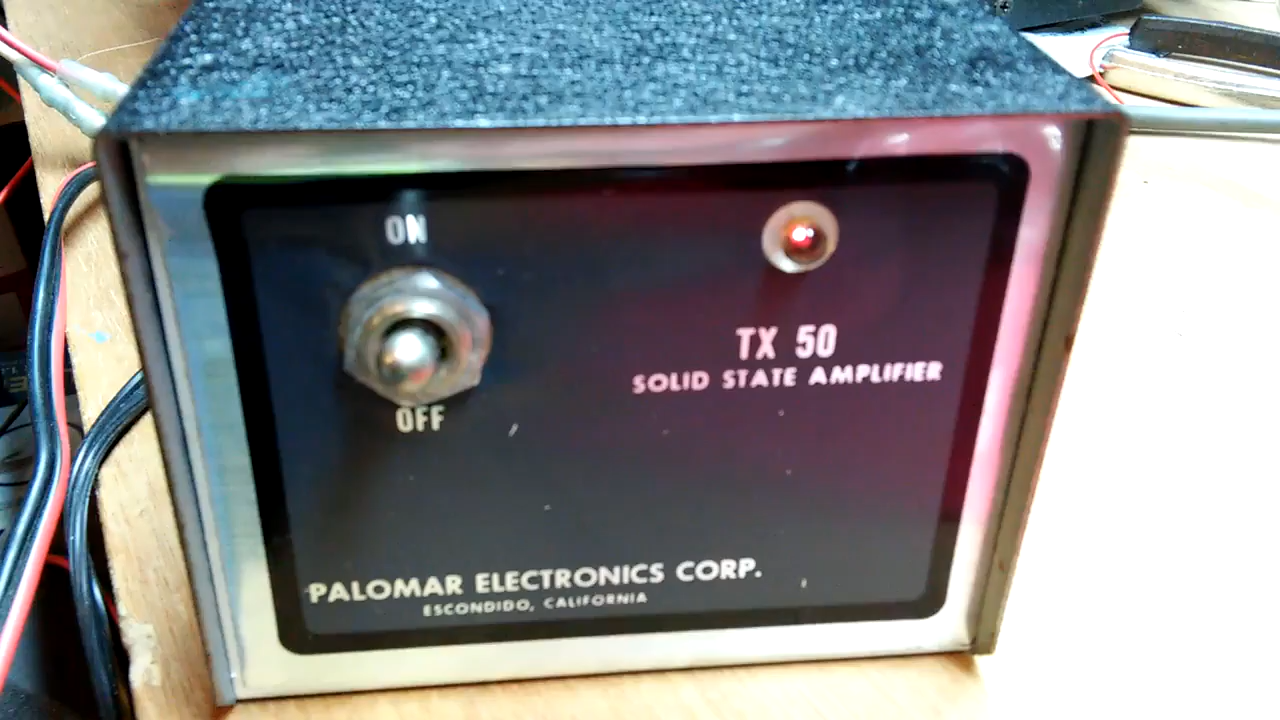 ON
OFF
TX 50
SOLID STATE AMPLIFIER
PALOMAR ELECTRONICS CORP.
ESCONDIDO, CALIFORNIA